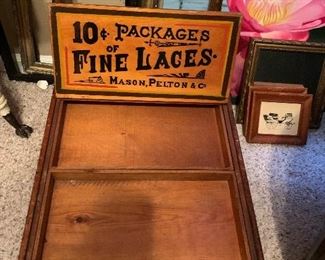 10¢ PACKAGES
OF
FINE LACES.
MASON, PELTON & Co